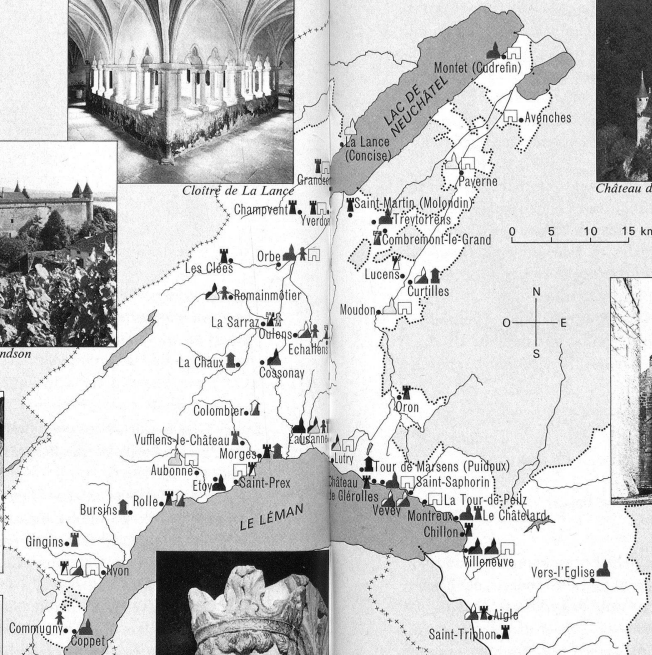 Montet (Cudrefin)
LAC DE
NEUCHÂTEL
Avenches
La Lance
(Concise)
Payerne
Grandson
Cloître de La Lance
Château d
Champvent
Yverdon
Saint-Martin (Molondin)
Treytorrens
Combremont-le-Grand
0 5 10 15 km
Les Clées
Orbe
Lucens
Curtilles
Romainmôtier
Moudon
N
O E
S
La Sarraz
Oulens
Echallens
ndson
La Chaux
Cossonay
Colombier
Oron
Vufflens-le-Château
Lausanne
Morges
Lutry
Aubonne
Tour de Marsens (Puidoux)
Etoy
Saint-Prex
Château
de Glérolles
Saint-Saphorin
Bursins
Rolle
Vevey
La Tour-de-Peilz
LE LÉMAN
Montreux
Le Châtelard
Chillon
Gingins
Villeneuve
Nyon
Vers-l'Eglise
Commugny
Coppet
Aigle
Saint-Triphon